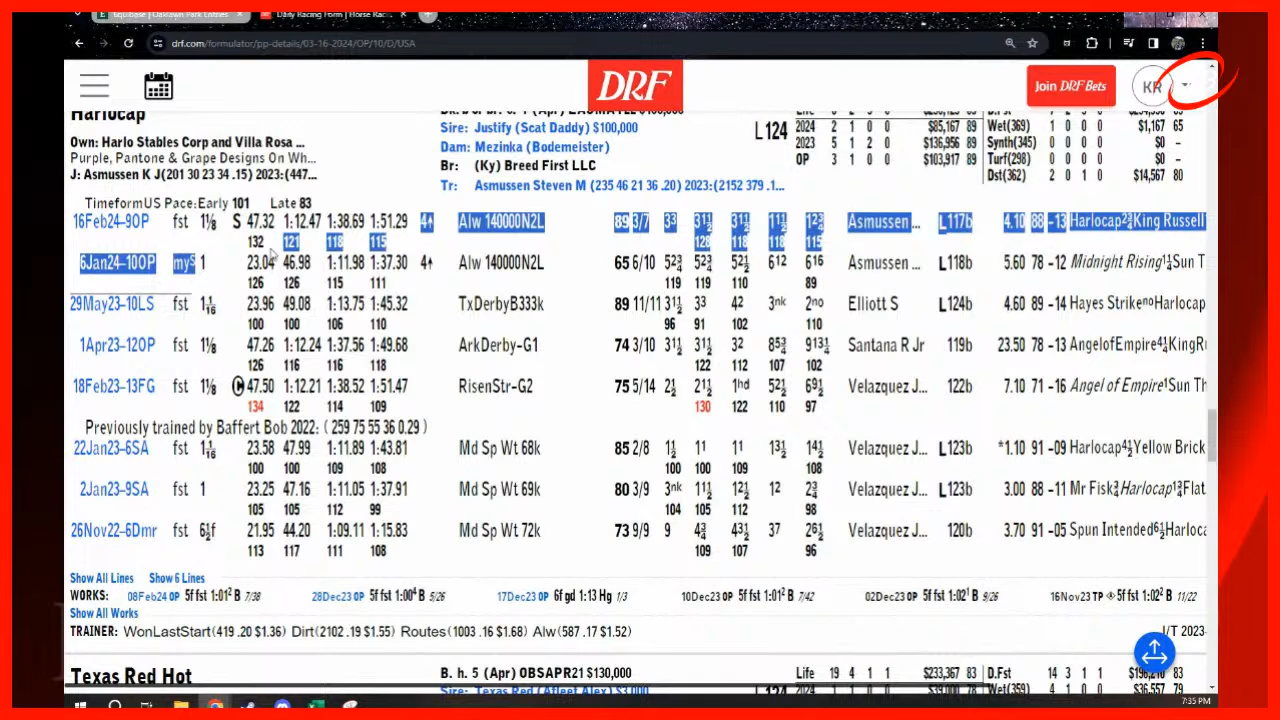 Equibase | Oaklawn Park Entries
Daily Racing Form | Horse Rac...
drf.com/formulator/pp-details/03-16-2024/OP/10/D/USA
DRF
Join DRF Bets
KR
Harlocap
Own: Harlo Stables Corp and Villa Rosa ...
Purple, Pantone & Grape Designs On Wh...
J: Asmussen K J(201 30 23 34 .15) 2023:(447...
Sire: Justify (Scat Daddy) $100,000
Dam: Mezinka (Bodemeister)
Br: (Ky) Breed First LLC
Tr: Asmussen Steven M (235 46 21 36 .20) 2023:(2152 379 .1...
L 124
2024 2 1 0 0 $85,167 89
2023 5 1 2 0 $136,956 89
OP 3 1 0 0 $103,917 89
Wet(369) 1 0 0 0 $1,167 65
Synth(345) 0 0 0 0 $0 -
Turf(298) 0 0 0 0 $0 -
Dst(362) 2 0 0 1 $14,567 80
TimeformUS Pace: Early 101 Late 83
16Feb24-9OP fst 1⅛ S 47.32 1:12.47 1:38.69 1:51.29 4↑ Alw 140000N2L 89 3/7 33 31½ 31½ 11½ 12¾ Asmussen ... L117b 4.10 88 -13 Harlocap2¾King Russell
132 121 118 115 128 118 118 115
6Jan24-10OP myS 1 23.04 46.98 1:11.98 1:37.30 4↑ Alw 140000N2L 65 6/10 52¾ 52¾ 52½ 612 616 Asmussen ... L118b 5.60 78 -12 Midnight Rising1¼Sun T
126 126 115 111 119 119 110 89
29May23-10LS fst 1 1/16 23.96 49.08 1:13.75 1:45.32 TxDerbyB333k 89 11/11 31½ 33 42 3nk 2no Elliott S L124b 4.60 89 -14 Hayes StrikenoHarlocap
100 100 106 110 96 91 102 110
1Apr23-12OP fst 1⅛ 47.26 1:12.24 1:37.56 1:49.68 ArkDerby-G1 74 3/10 31½ 31½ 32 85¾ 913¼ Santana R Jr 119b 23.50 78 -13 AngelofEmpire4¼KingRu
126 116 116 118 122 112 107 102
18Feb23-13FG fst 1⅛ C 47.50 1:12.21 1:38.52 1:51.47 RisenStr-G2 75 5/14 2½ 21½ 1hd 52½ 69½ Velazquez J... 122b 7.10 71 -16 Angel of Empire1Sun Th
134 122 114 109 130 122 110 97
Previously trained by Baffert Bob 2022: ( 259 75 55 36 0.29 )
22Jan23-6SA fst 1 1/16 23.58 47.99 1:11.89 1:43.81 Md Sp Wt 68k 85 2/8 1½ 11 11 13½ 14½ Velazquez J... L123b *1.10 91 -09 Harlocap4½Yellow Brick
100 100 109 108 100 100 109 108
2Jan23-9SA fst 1 23.25 47.16 1:11.05 1:37.91 Md Sp Wt 69k 80 3/9 3nk 11½ 12½ 12 2¾ Velazquez J... L123b 3.00 88 -11 Mr Fisk¾Harlocap1¾Flat
105 105 112 99 104 105 112 98
26Nov22-6Dmr fst 6½f 21.95 44.20 1:09.11 1:15.83 Md Sp Wt 72k 73 9/9 9 4¾ 43½ 37 26½ Velazquez J... 120b 3.70 91 -05 Spun Intended6½Harloca
113 117 111 108 109 107 96
Show All Lines Show 6 Lines
WORKS: 08Feb24 OP 5f fst 1:01² B 7/38 28Dec23 OP 5f fst 1:00⁴ B 5/26 17Dec23 OP 6f gd 1:13 Hg 1/3 10Dec23 OP 5f fst 1:01² B 7/42 02Dec23 OP 5f fst 1:02¹ B 9/26 16Nov23 TP 5f fst 1:02² B 11/22
Show All Works
TRAINER: WonLastStart(419 .20 $1.36) Dirt(2102 .19 $1.55) Routes(1003 .16 $1.68) Alw(587 .17 $1.52) J/T 2023-
Texas Red Hot
B. h. 5 (Apr) OBSAPR21 $130,000
Sire: Texas Red (Afleet Alex) $3,000
Life 19 4 1 1 $233,367 83 D.Fst 14 3 1 1
7:35 PM